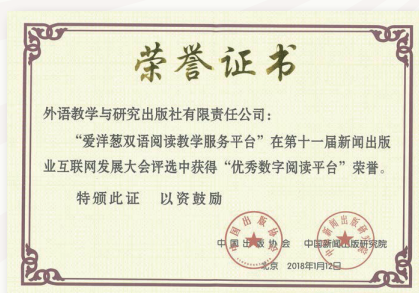 荣誉证书
外语教学与研究出版社有限责任公司：
“爱洋葱双语阅读教学服务平台”在第十一届新闻出版
业互联网发展大会评选中获得“优秀数字阅读平台”荣誉。
特颁此证 以资鼓励
中国出版协会 中国新闻出版研究院
北京 2018年1月12日